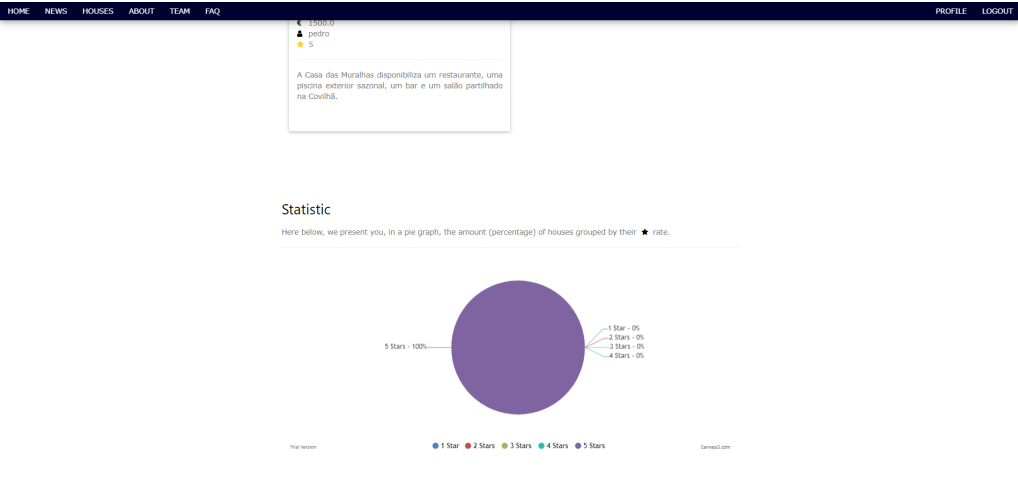 HOME NEWS HOUSES ABOUT TEAM FAQ PROFILE LOGOUT
€ 1500.0
pedro
5
A Casa das Muralhas disponibiliza um restaurante, uma
piscina exterior sazonal, um bar e um salão partilhado
na Covilhã.
Statistic
Here below, we present you, in a pie graph, the amount (percentage) of houses grouped by their ★ rate.
1 Star - 0%
2 Stars - 0%
5 Stars - 100%
3 Stars - 0%
4 Stars - 0%
Trial Version
1 Star 2 Stars 3 Stars 4 Stars 5 Stars
CanvasJS.com